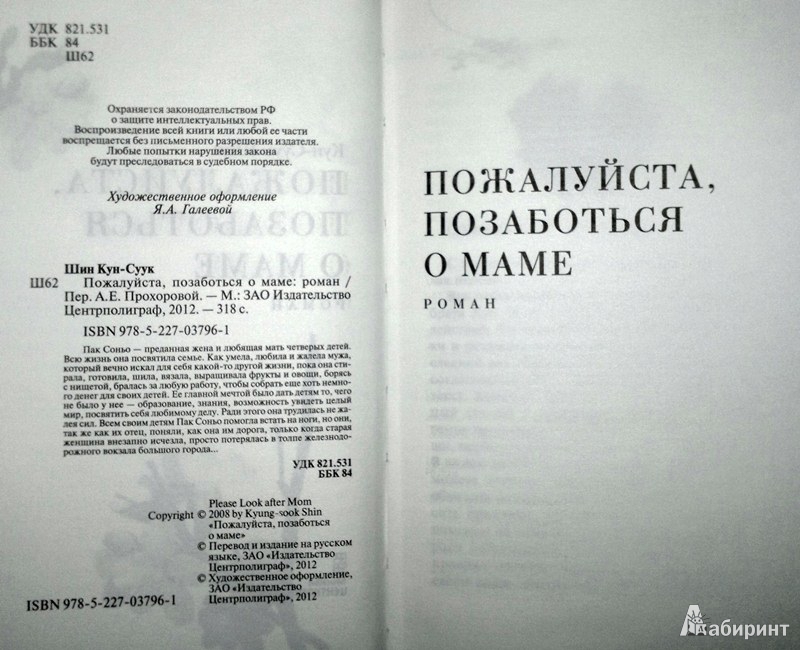 УДК 821.531
ББК 84
Ш62
Охраняется законодательством РФ
о защите интеллектуальных прав.
Воспроизведение всей книги или любой ее части
воспрещается без письменного разрешения издателя.
Любые попытки нарушения закона
будут преследоваться в судебном порядке.
Художественное оформление
Я.А. Галеевой
Шин Кун-Суук
Ш62 Пожалуйста, позаботься о маме: роман /
Пер. А.Е. Прохоровой. — М.: ЗАО Издательство
Центрполиграф, 2012. — 318 с.
ISBN 978-5-227-03796-1
Пак Соньо — преданная жена и любящая мать четверых детей.
Всю жизнь она посвятила семье. Как умела, любила и жалела мужа,
который вечно искал для себя какой-то другой жизни, пока она сти-
рала, готовила, шила, вязала, выращивала фрукты и овощи, борясь
с нищетой, бралась за любую работу, чтобы собрать еще хоть немно-
го денег для своих детей. Ее главной мечтой было дать детям то, чего
не было у нее — образование, знания, возможность увидеть целый
мир, посвятить себя любимому делу. Ради этого она трудилась не жа-
лея сил. Всем своим детям Пак Соньо помогла встать на ноги, но они,
так же как их отец, поняли, как она им дорога, только когда старая
женщина внезапно исчезла, просто потерялась в толпе железнодо-
рожного вокзала большого города...
УДК 821.531
ББК 84
Please Look after Mom
Copyright © 2008 by Kyung-sook Shin
«Пожалуйста, позаботься
о маме»
© Перевод и издание на русском
языке, ЗАО «Издательство
Центрполиграф», 2012
© Художественное оформление,
ЗАО «Издательство
Центрполиграф», 2012
ISBN 978-5-227-03796-1
ПОЖАЛУЙСТА,
ПОЗАБОТЬСЯ
О МАМЕ
РОМАН
Лабиринт